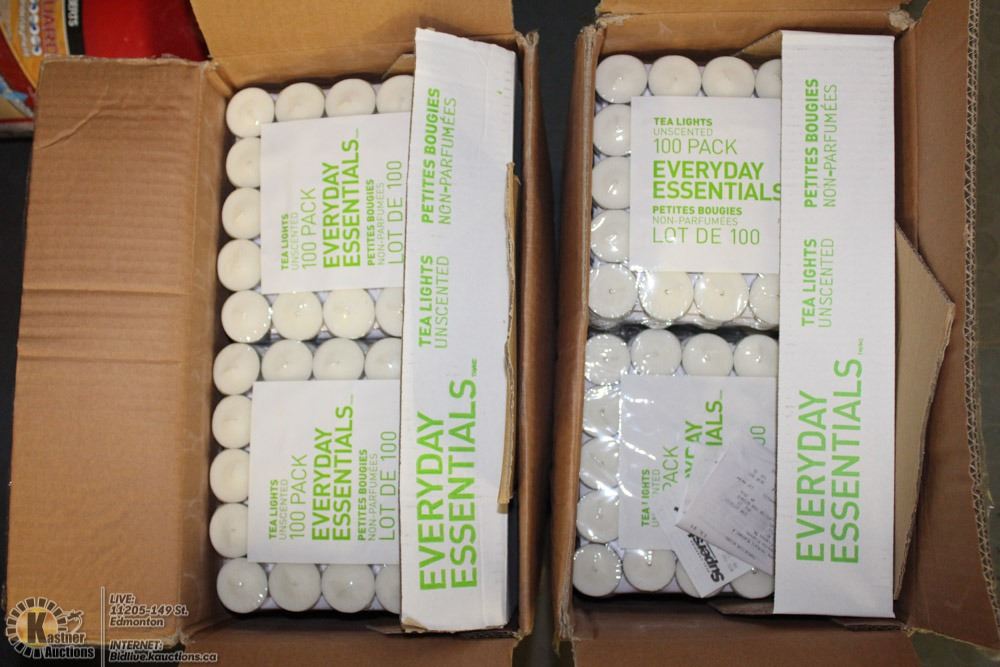 TEA LIGHTS
UNSCENTED
100 PACK
EVERYDAY
ESSENTIALS
PETITES BOUGIES
NON-PARFUMÉES
LOT DE 100
TEA LIGHTS
UNSCENTED
100 PACK
EVERYDAY
ESSENTIALS
PETITES BOUGIES
NON-PARFUMÉES
LOT DE 100
EVERYDAY
ESSENTIALS
TEA LIGHTS
UNSCENTED
PETITES BOUGIES
NON-PARFUMÉES
TEA LIGHTS
UNSCENTED
100 PACK
EVERYDAY
ESSENTIALS
PETITES BOUGIES
NON-PARFUMÉES
LOT DE 100
TEA LIGHTS
PACK
EVERYDAY
ESSENTIALS
TEA LIGHTS
UNSCENTED
PETITES BOUGIES
NON-PARFUMÉES
Kastner
Auctions
LIVE:
11205-149 St.
Edmonton
INTERNET:
Bidlive.kauctions.ca